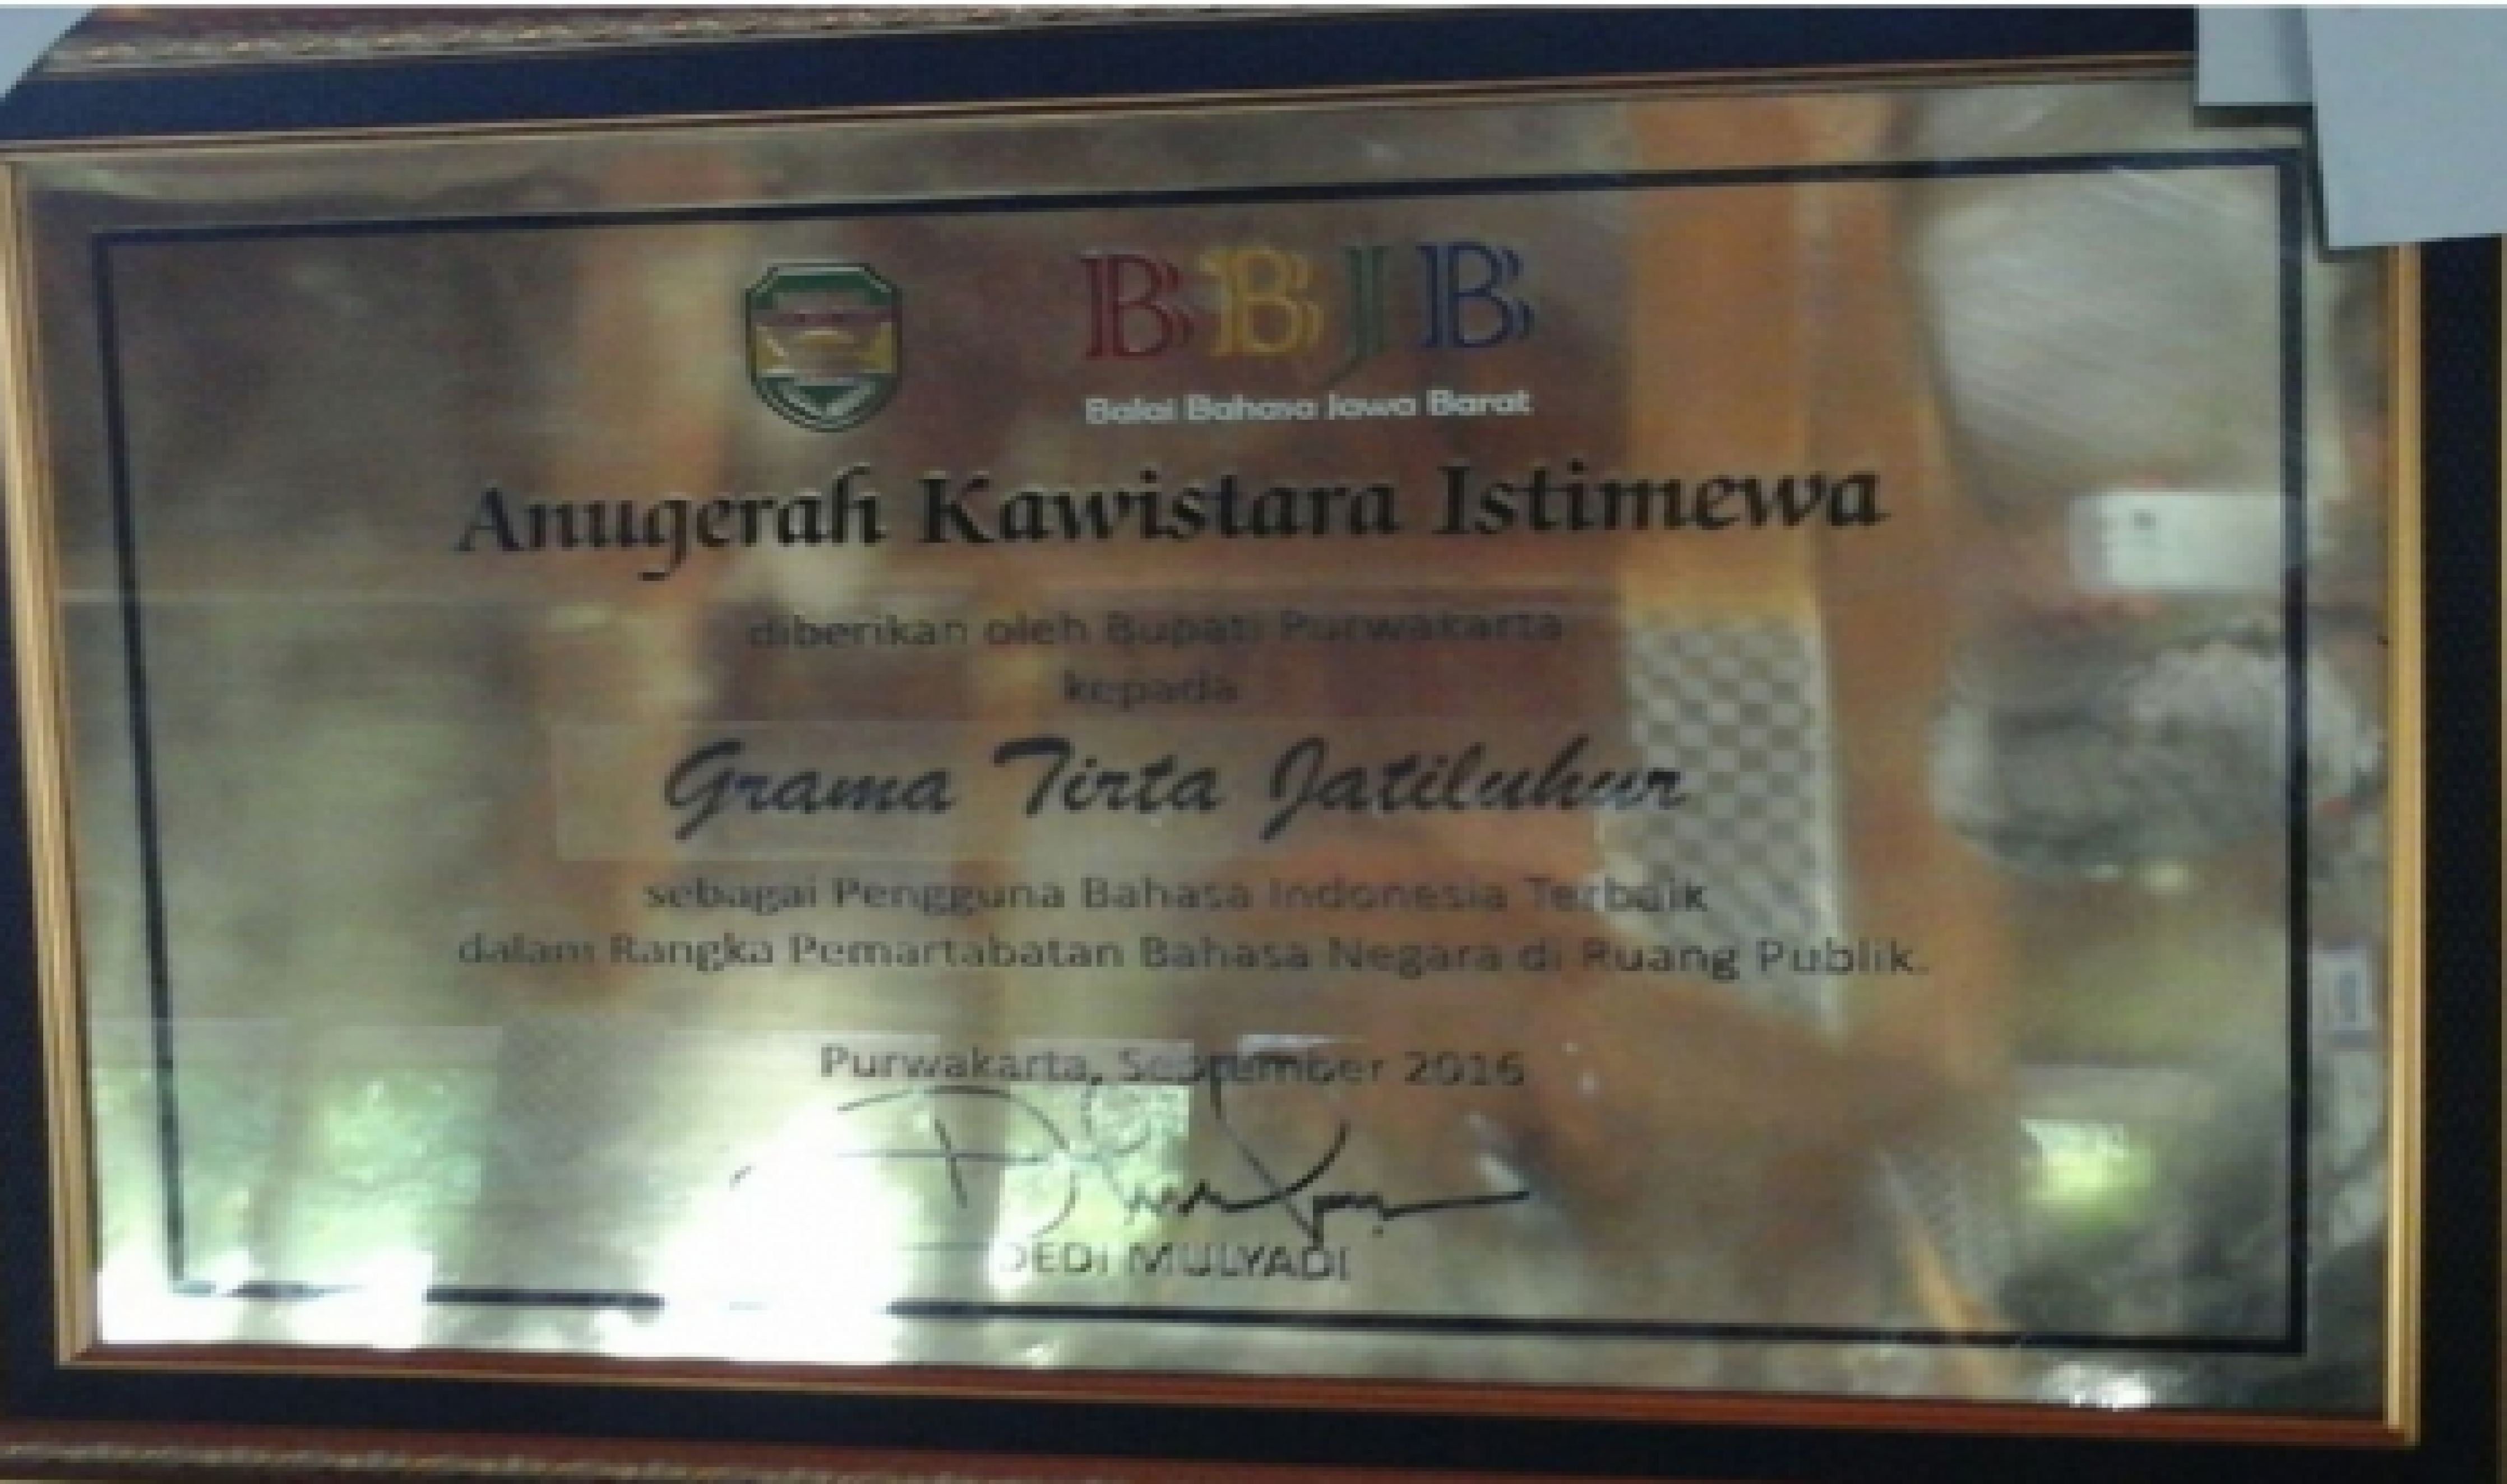 BBJB
Balai Bahasa Jawa Barat
Anugerah Kawistara Istimewa
diberikan oleh Bupati Purwakarta
kepada
Grama Tirta Jatiluhur
sebagai Pengguna Bahasa Indonesia Terbaik
dalam Rangka Pemartabatan Bahasa Negara di Ruang Publik.
Purwakarta, September 2016
DEDI MULYADI